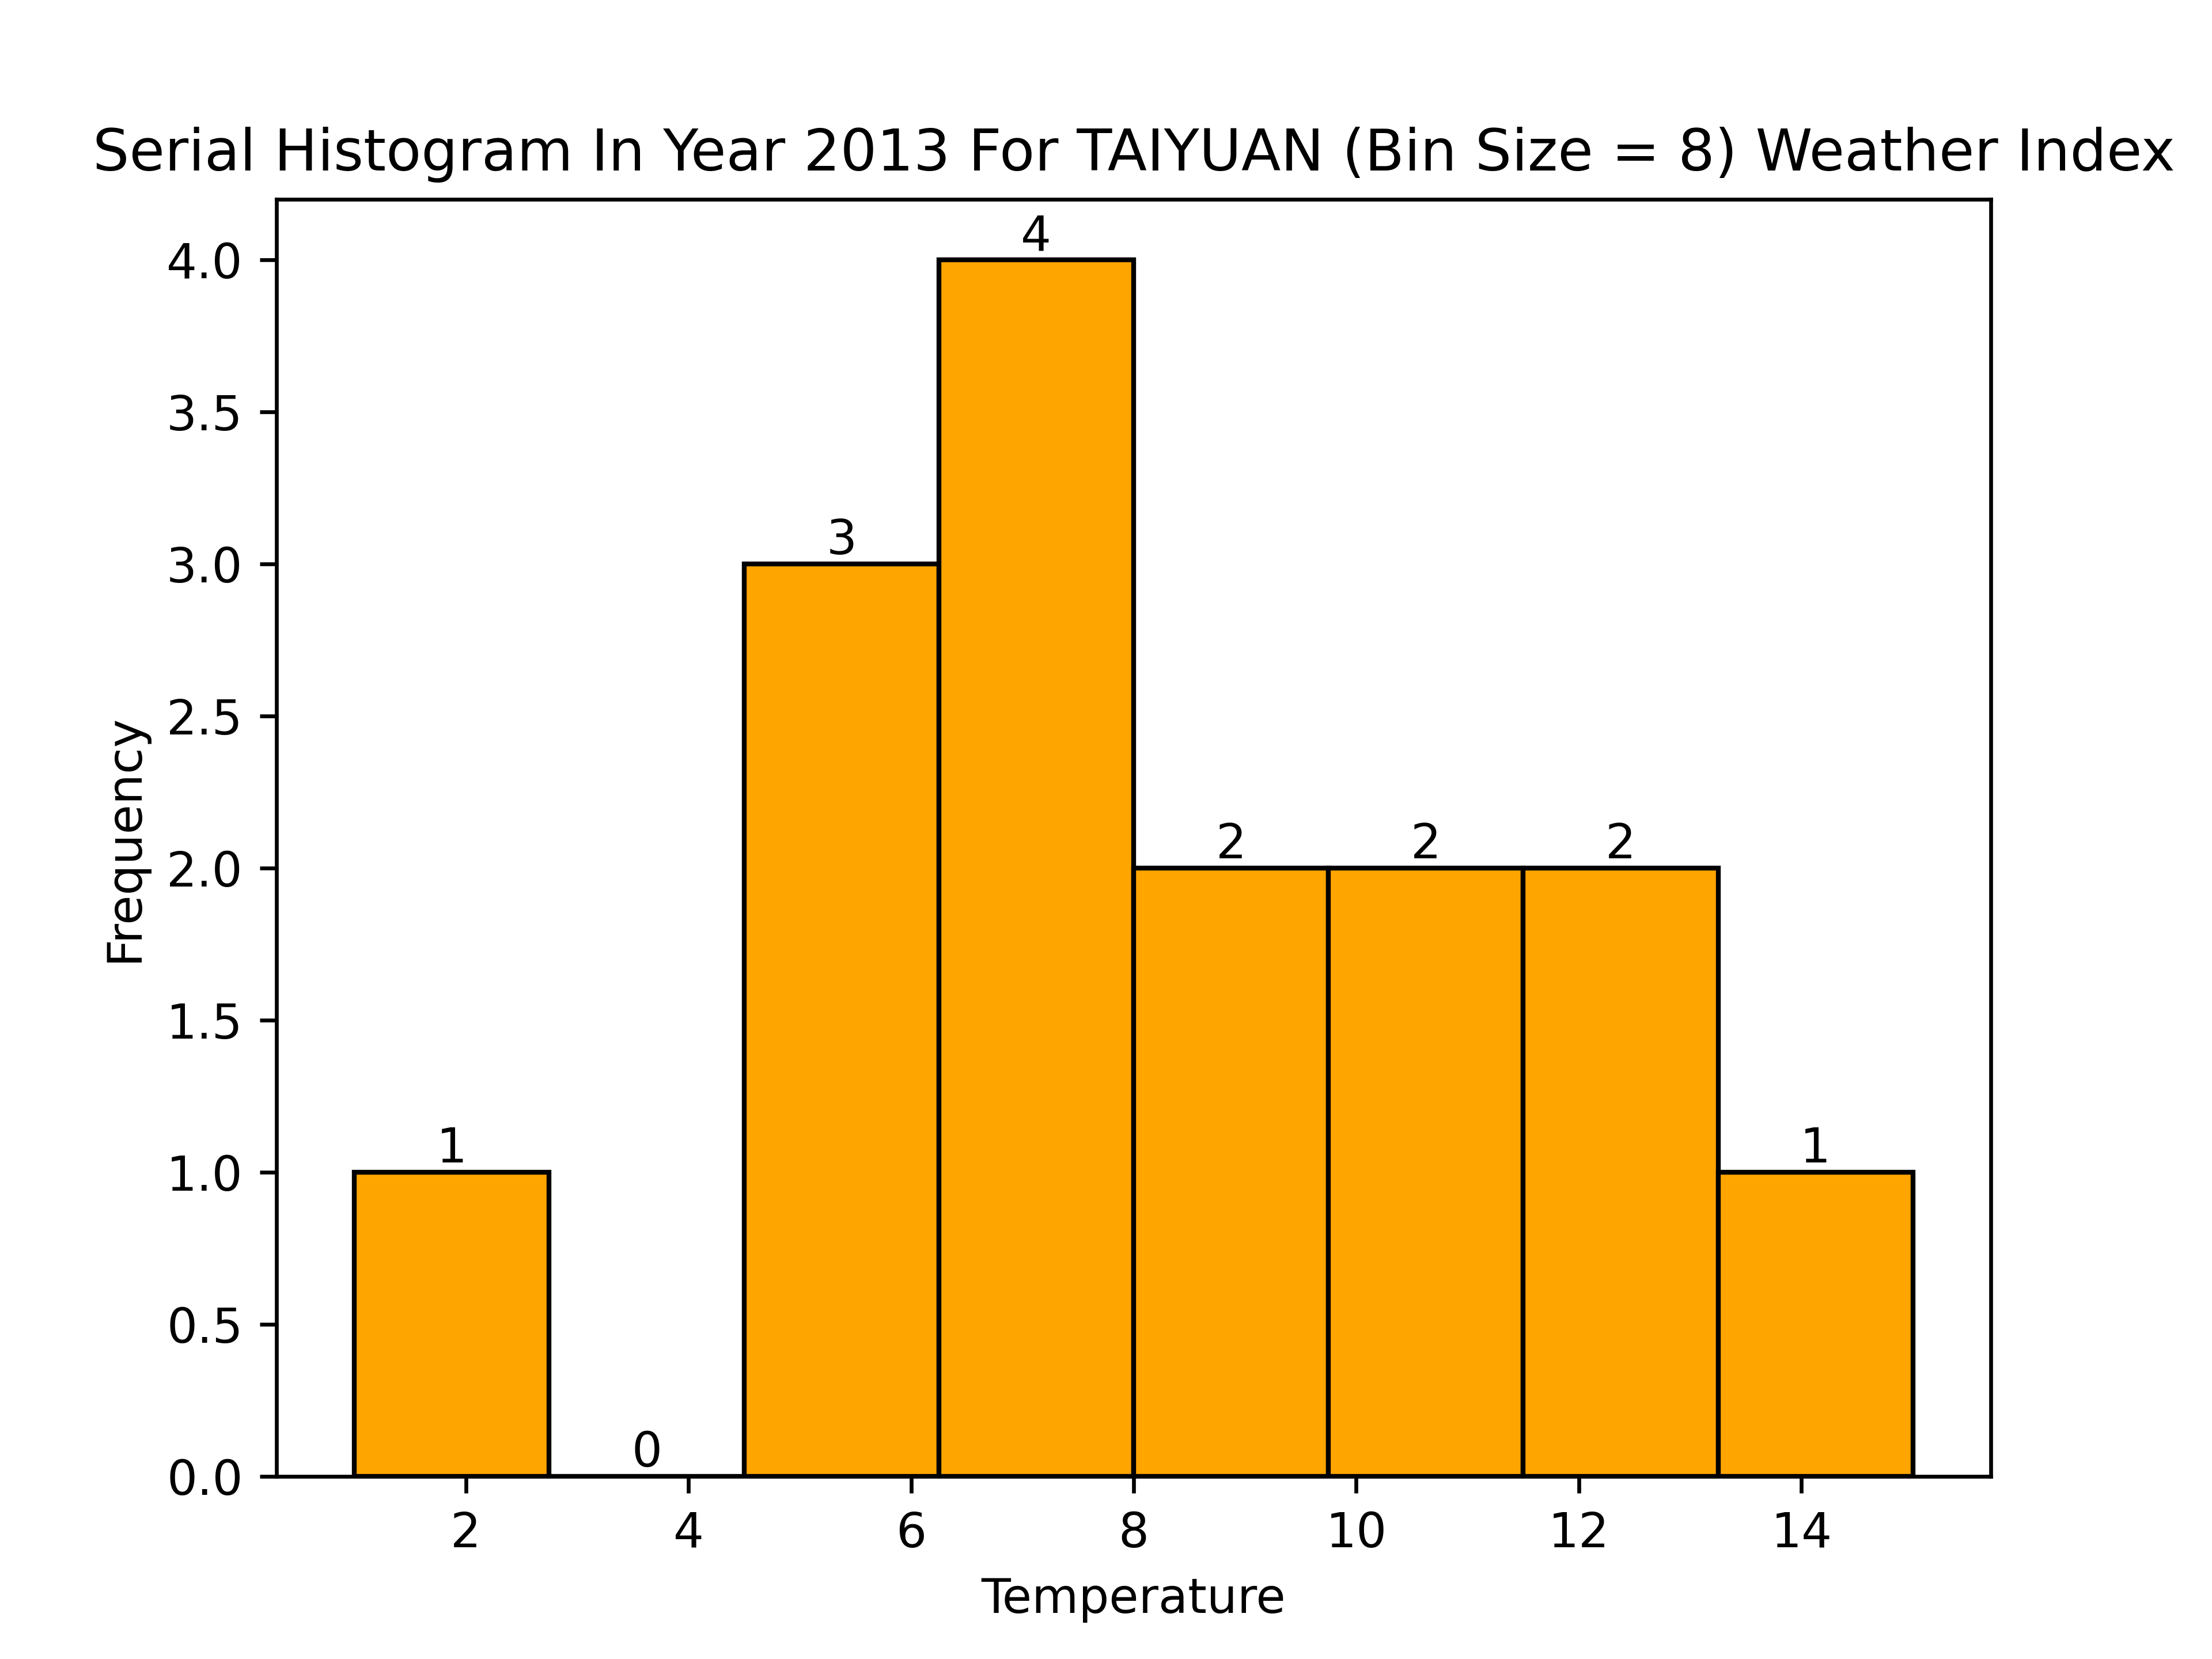 Serial Histogram In Year 2013 For TAIYUAN (Bin Size = 8) Weather Index
4
4.0
3.5
3
3.0
Frequency
2.5
2 2 2
2.0
1.5
1 1
1.0
0.5
0
0.0
2 4 6 8 10 12 14
Temperature